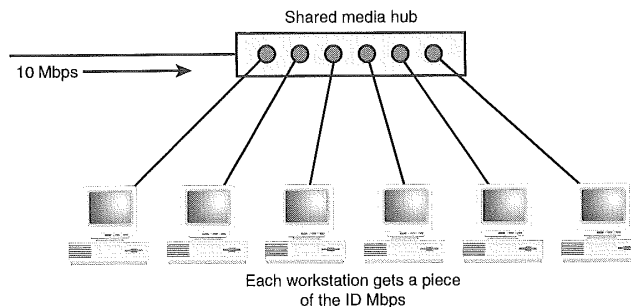 Shared media hub
10 Mbps
Each workstation gets a piece
of the ID Mbps